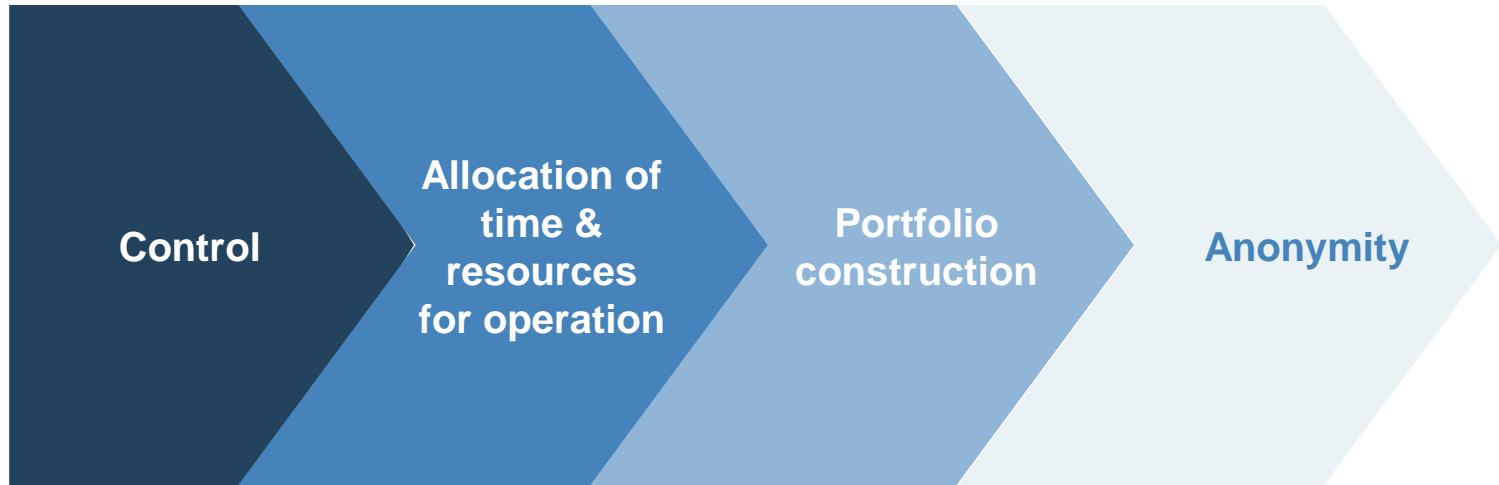 Control
Allocation of
time &
resources
for operation
Portfolio
construction
Anonymity